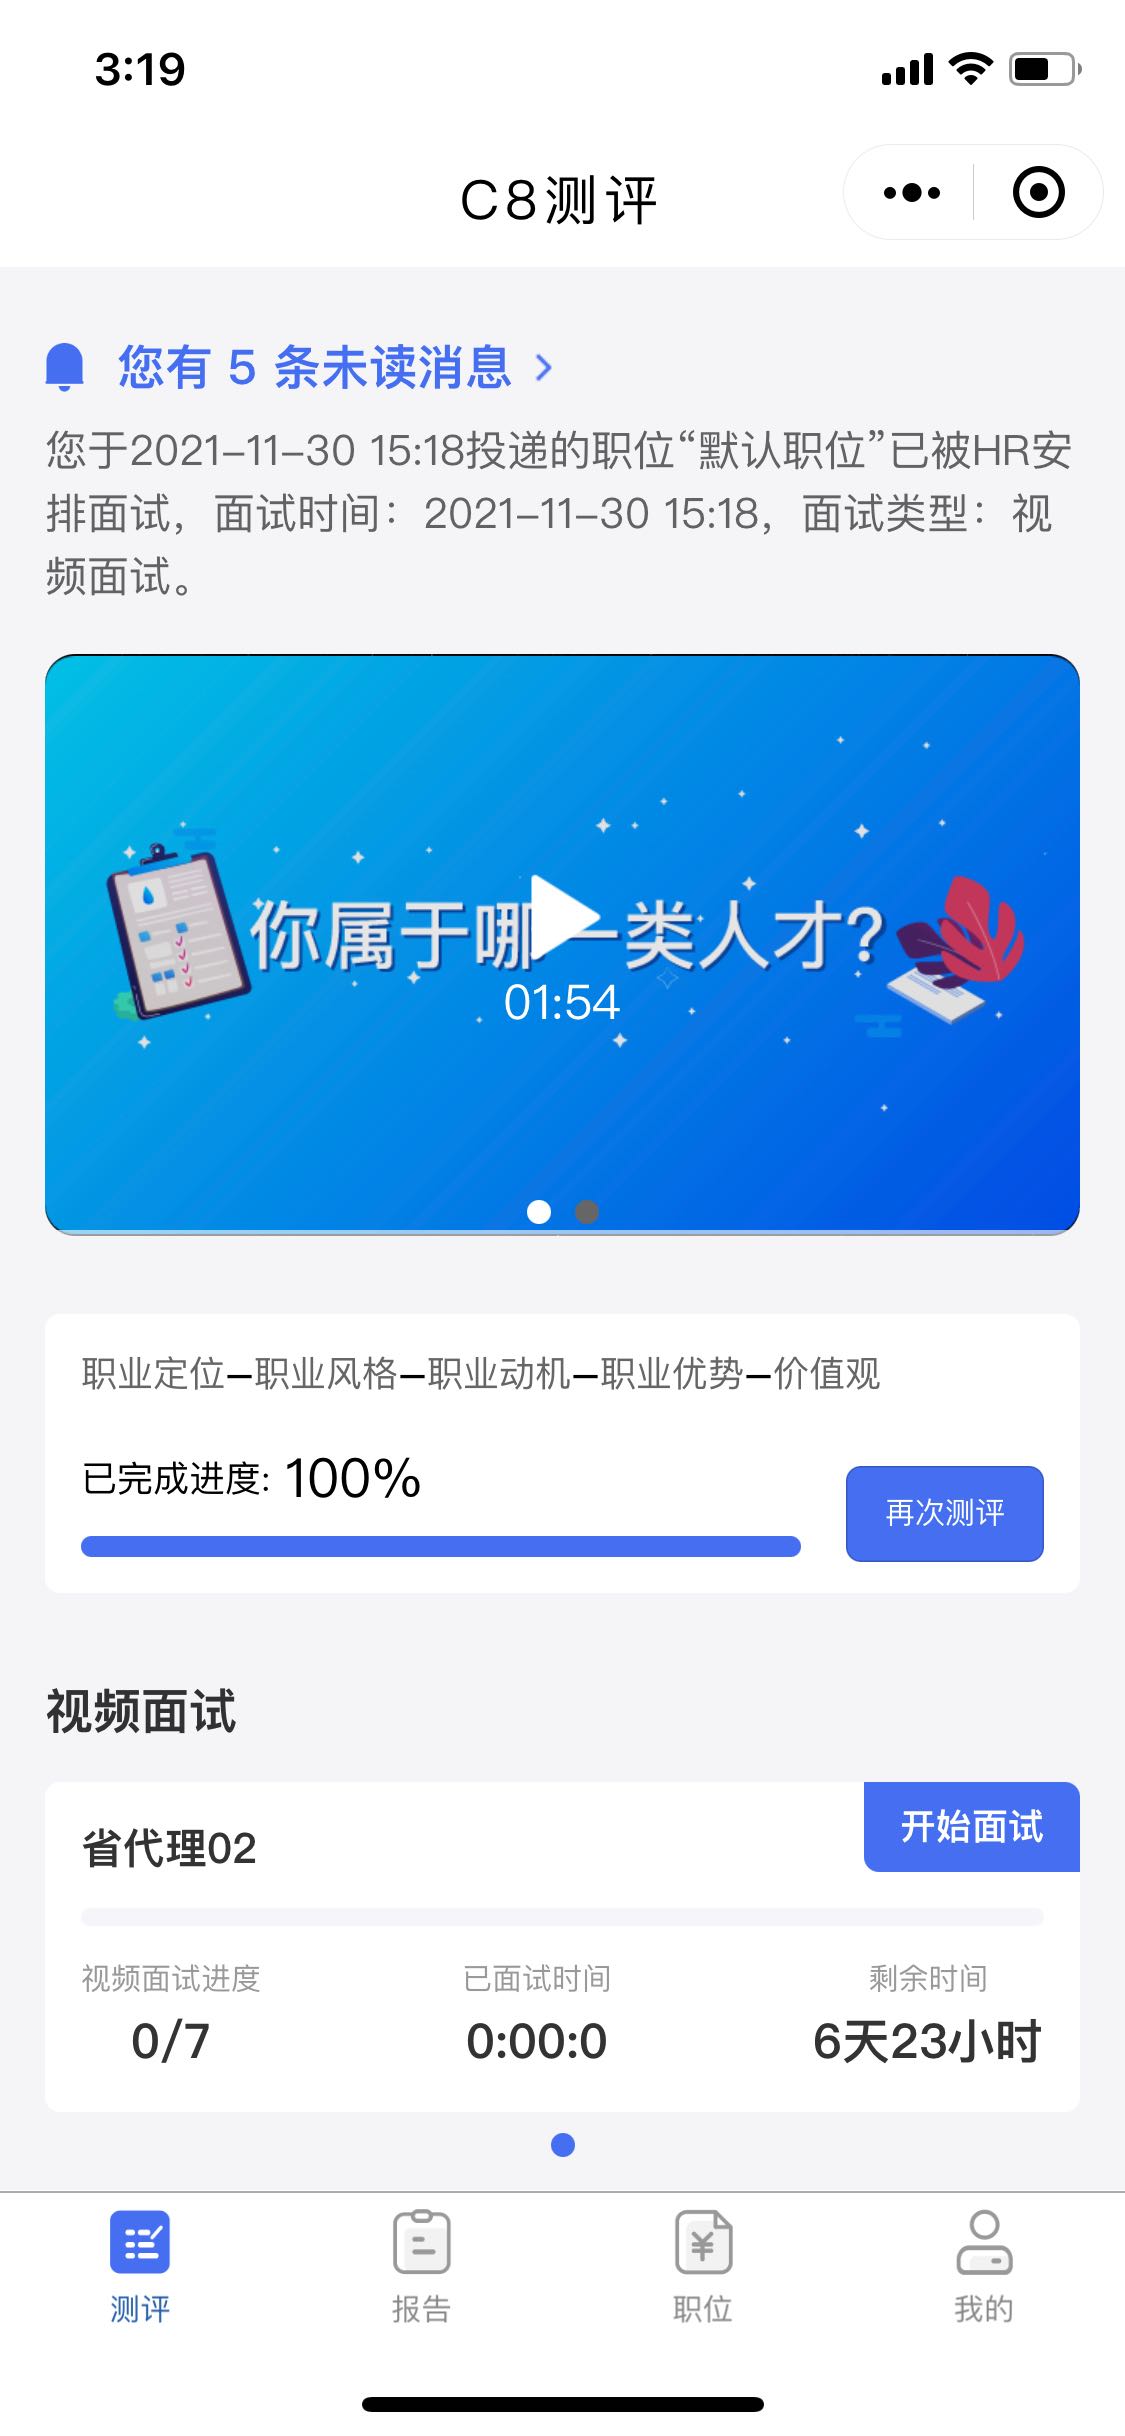 3:19
C8测评
您有 5 条未读消息
您于2021-11-30 15:18投递的职位“默认职位”已被HR安
排面试，面试时间：2021-11-30 15:18，面试类型：视
频面试。
你属于哪一类人才?
01:54
职业定位—职业风格—职业动机—职业优势—价值观
已完成进度: 100%
再次测评
视频面试
省代理02
开始面试
视频面试进度 已面试时间 剩余时间
0/7 0:00:0 6天23小时
测评 报告 职位 我的